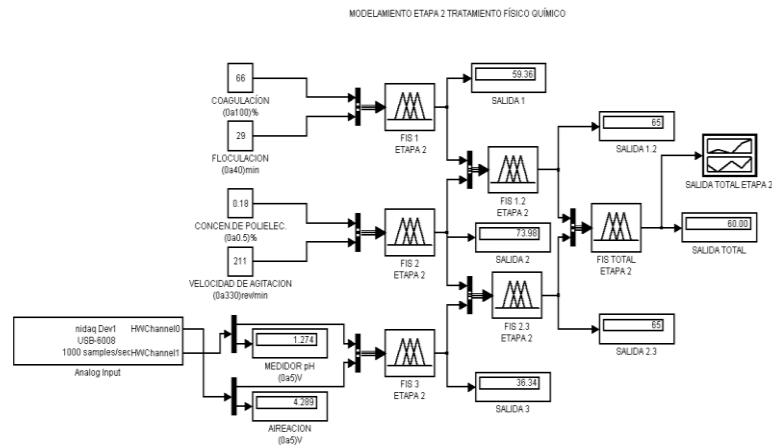 MODELAMIENTO ETAPA 2 TRATAMIENTO FÍSICO QUÍMICO
66
COAGULACÍON
(0a100)%
29
FLOCULACION
(0a40)min
FIS 1
ETAPA 2
59.36
SALIDA 1
FIS 1.2
ETAPA 2
65
SALIDA 1.2
SALIDA TOTAL ETAPA 2
0.18
CONCEN.DE POLIELEC.
(0a0.5)%
211
VELOCIDAD DE AGITACION
(0a330)rev/min
FIS 2
ETAPA 2
73.98
SALIDA 2
FIS TOTAL
ETAPA 2
60.00
SALIDA TOTAL
FIS 2.3
ETAPA 2
65
SALIDA 2.3
nidaq Dev1
USB-6008
1000 samples/sec
HWChannel0
HWChannel1
Analog Input
1.274
MEDIDOR pH
(0a5)V
4.289
AIREACION
(0a5)V
FIS 3
ETAPA 2
36.34
SALIDA 3